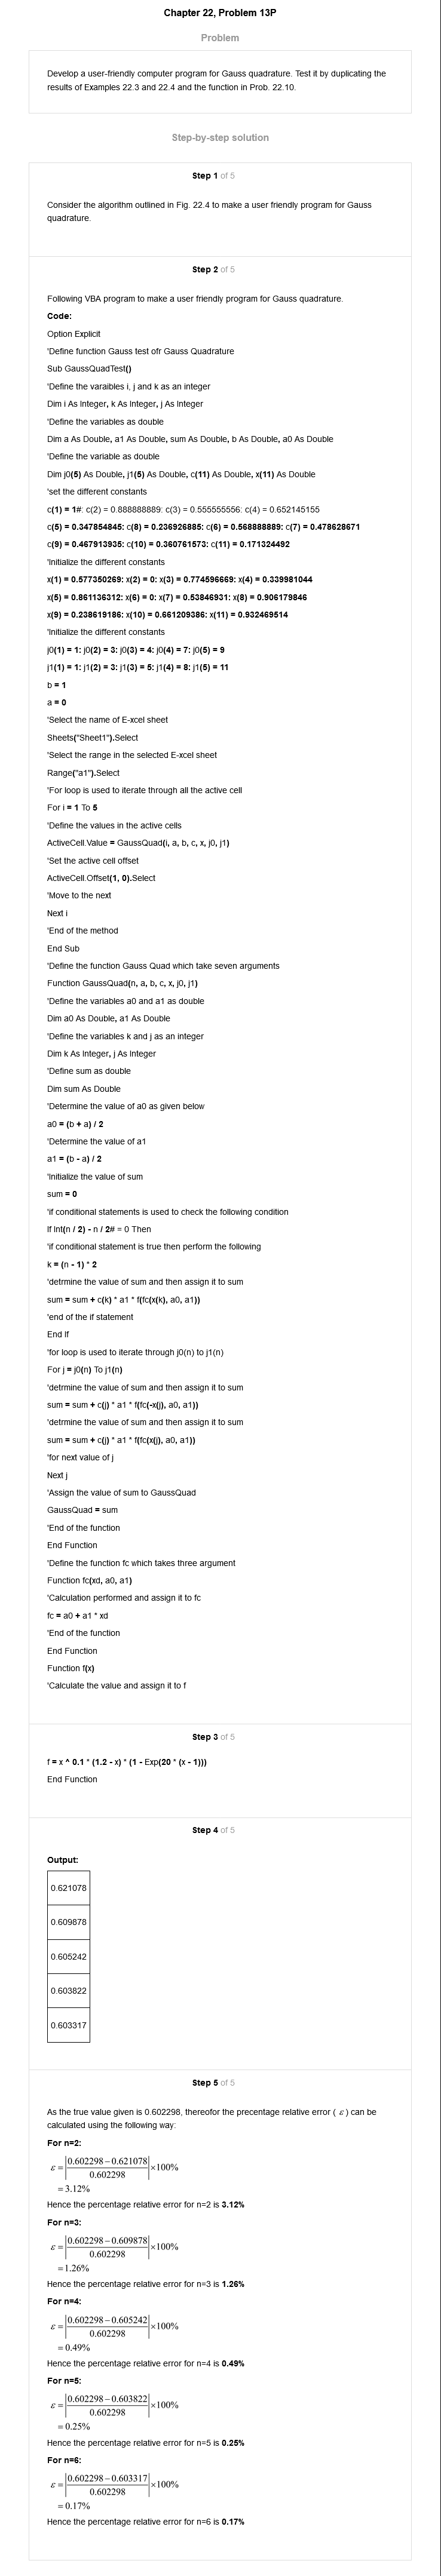 Chapter 22, Problem 13P
Problem
Develop a user-friendly computer program for Gauss quadrature. Test it by duplicating the
results of Examples 22.3 and 22.4 and the function in Prob. 22.10.
Step-by-step solution
Step 1 of 5
Consider the algorithm outlined in Fig. 22.4 to make a user friendly program for Gauss
quadrature.
Step 2 of 5
Following VBA program to make a user friendly program for Gauss quadrature.
Code:
Option Explicit
'Define function Gauss test ofr Gauss Quadrature
Sub GaussQuadTest()
'Define the varaibles i, j and k as an integer
Dim i As Integer, k As Integer, j As Integer
'Define the variables as double
Dim a As Double, a1 As Double, sum As Double, b As Double, a0 As Double
'Define the variable as double
Dim j0(5) As Double, j1(5) As Double, c(11) As Double, x(11) As Double
'set the different constants
c(1) = 1#: c(2) = 0.888888889: c(3) = 0.555555556: c(4) = 0.652145155
c(5) = 0.347854845: c(8) = 0.236926885: c(6) = 0.568888889: c(7) = 0.478628671
c(9) = 0.467913935: c(10) = 0.360761573: c(11) = 0.171324492
'Initialize the different constants
x(1) = 0.577350269: x(2) = 0: x(3) = 0.774596669: x(4) = 0.339981044
x(5) = 0.861136312: x(6) = 0: x(7) = 0.53846931: x(8) = 0.906179846
x(9) = 0.238619186: x(10) = 0.661209386: x(11) = 0.932469514
'Initialize the different constants
j0(1) = 1: j0(2) = 3: j0(3) = 4: j0(4) = 7: j0(5) = 9
j1(1) = 1: j1(2) = 3: j1(3) = 5: j1(4) = 8: j1(5) = 11
b = 1
a = 0
'Select the name of E-xcel sheet
Sheets("Sheet1").Select
'Select the range in the selected E-xcel sheet
Range("a1").Select
'For loop is used to iterate through all the active cell
For i = 1 To 5
'Define the values in the active cells
ActiveCell.Value = GaussQuad(i, a, b, c, x, j0, j1)
'Set the active cell offset
ActiveCell.Offset(1, 0).Select
'Move to the next
Next i
'End of the method
End Sub
'Define the function Gauss Quad which take seven arguments
Function GaussQuad(n, a, b, c, x, j0, j1)
'Define the variables a0 and a1 as double
Dim a0 As Double, a1 As Double
'Define the variables k and j as an integer
Dim k As Integer, j As Integer
'Define sum as double
Dim sum As Double
'Determine the value of a0 as given below
a0 = (b + a) / 2
'Determine the value of a1
a1 = (b - a) / 2
'Initialize the value of sum
sum = 0
'if conditional statements is used to check the following condition
If Int(n / 2) - n / 2# = 0 Then
'if conditional statement is true then perform the following
k = (n - 1) * 2
'detrmine the value of sum and then assign it to sum
sum = sum + c(k) * a1 * f(fc(x(k), a0, a1))
'end of the if statement
End If
'for loop is used to iterate through j0(n) to j1(n)
For j = j0(n) To j1(n)
'detrmine the value of sum and then assign it to sum
sum = sum + c(j) * a1 * f(fc(-x(j), a0, a1))
'detrmine the value of sum and then assign it to sum
sum = sum + c(j) * a1 * f(fc(x(j), a0, a1))
'for next value of j
Next j
'Assign the value of sum to GaussQuad
GaussQuad = sum
'End of the function
End Function
'Define the function fc which takes three argument
Function fc(xd, a0, a1)
'Calculation performed and assign it to fc
fc = a0 + a1 * xd
'End of the function
End Function
Function f(x)
'Calculate the value and assign it to f
Step 3 of 5
f = x ^ 0.1 * (1.2 - x) * (1 - Exp(20 * (x - 1)))
End Function
Step 4 of 5
Output:
0.621078
0.609878
0.605242
0.603822
0.603317
Step 5 of 5
As the true value given is 0.602298, thereofor the precentage relative error ( ε ) can be
calculated using the following way:
For n=2:
ε = |(0.602298 − 0.621078) / 0.602298| × 100%
= 3.12%
Hence the percentage relative error for n=2 is 3.12%
For n=3:
ε = |(0.602298 − 0.609878) / 0.602298| × 100%
= 1.26%
Hence the percentage relative error for n=3 is 1.26%
For n=4:
ε = |(0.602298 − 0.605242) / 0.602298| × 100%
= 0.49%
Hence the percentage relative error for n=4 is 0.49%
For n=5:
ε = |(0.602298 − 0.603822) / 0.602298| × 100%
= 0.25%
Hence the percentage relative error for n=5 is 0.25%
For n=6:
ε = |(0.602298 − 0.603317) / 0.602298| × 100%
= 0.17%
Hence the percentage relative error for n=6 is 0.17%